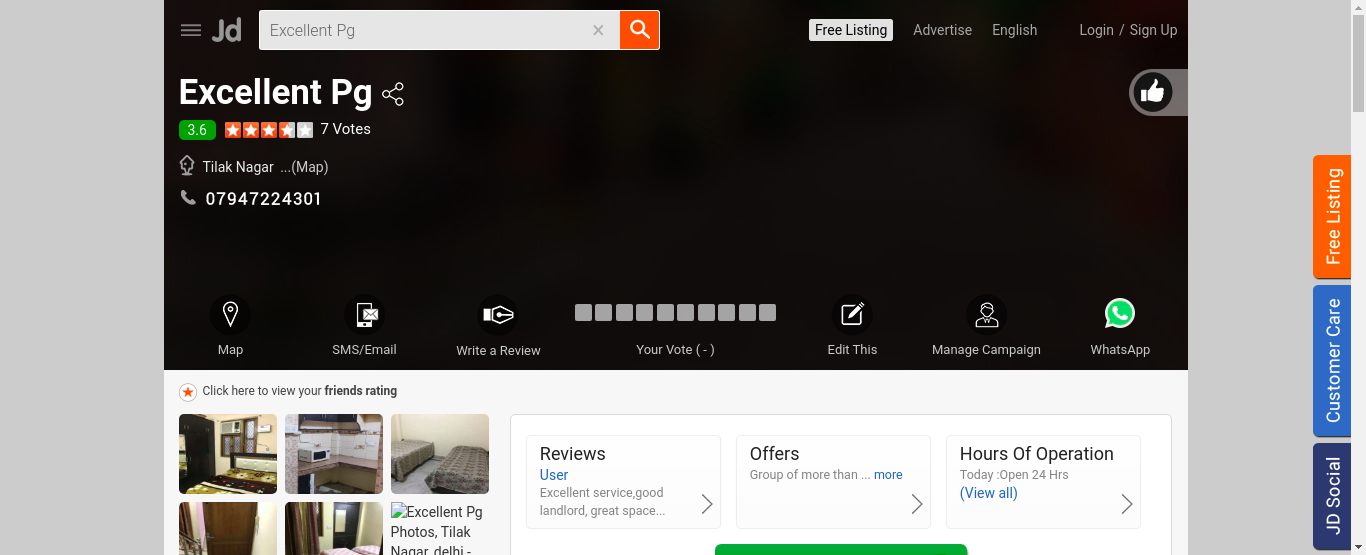 Jd
Excellent Pg ×
Free Listing Advertise English Login / Sign Up
Excellent Pg
3.6 7 Votes
Tilak Nagar ...(Map)
07947224301
Map SMS/Email Write a Review Your Vote ( - ) Edit This Manage Campaign WhatsApp
Click here to view your friends rating
Excellent Pg
Photos, Tilak
Nagar, delhi -
Reviews
User
Excellent service,good
landlord, great space...
Offers
Group of more than ... more
Hours Of Operation
Today :Open 24 Hrs
(View all)
Free Listing
Customer Care
JD Social